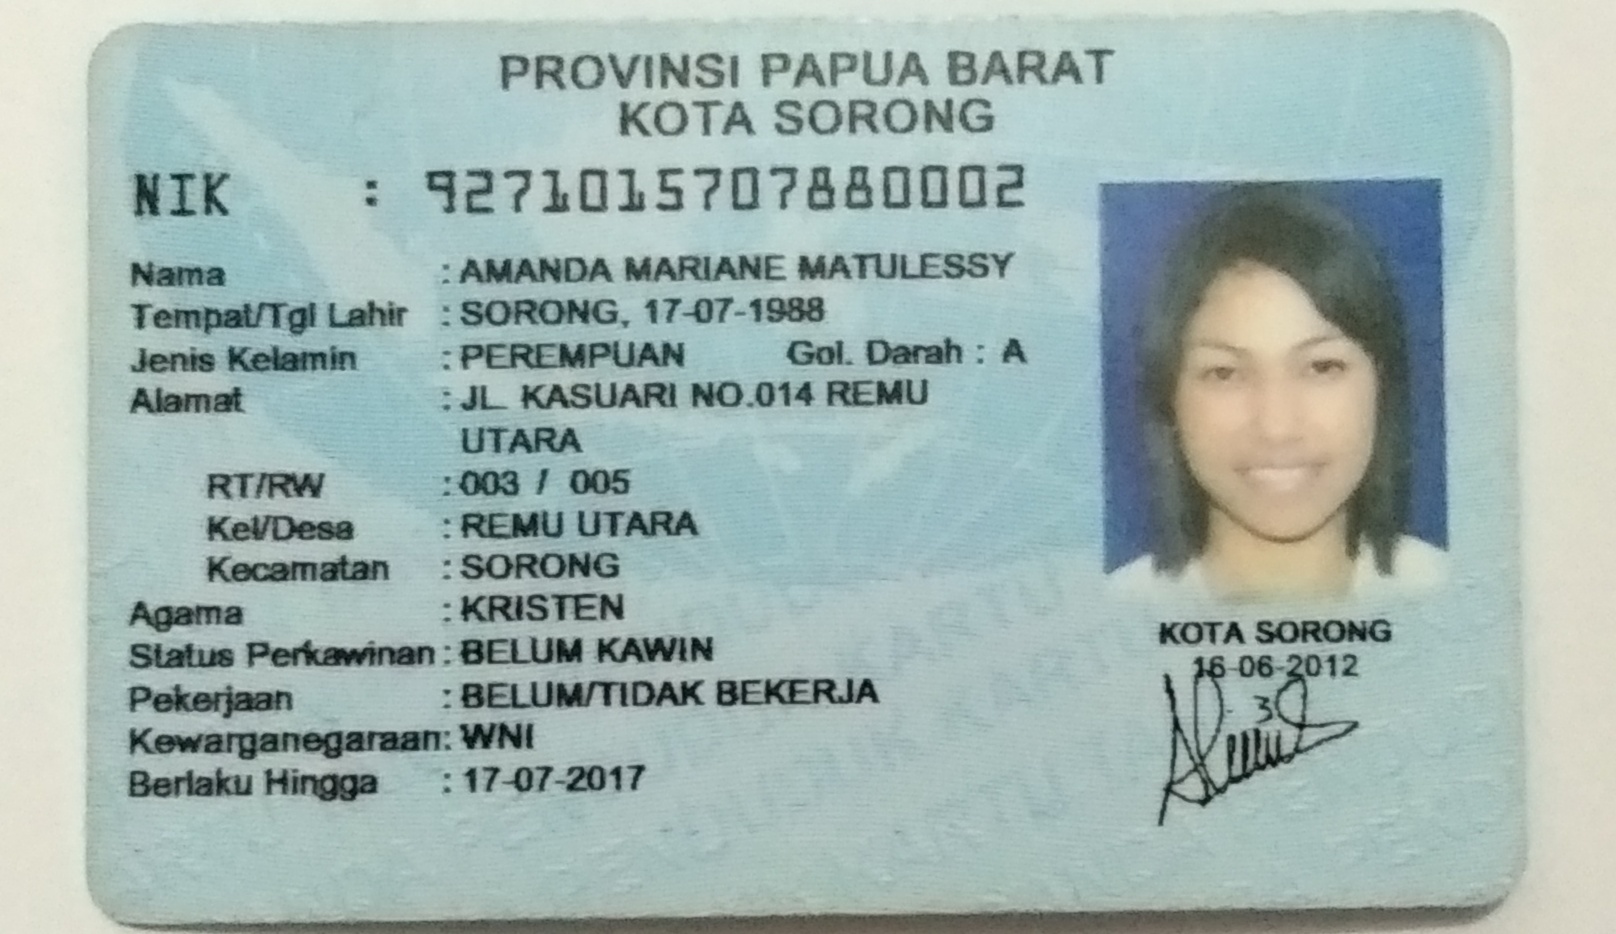 PROVINSI PAPUA BARAT
KOTA SORONG
NIK : 9271015707880002
Nama : AMANDA MARIANE MATULESSY
Tempat/Tgl Lahir : SORONG, 17-07-1988
Jenis Kelamin : PEREMPUAN Gol. Darah : A
Alamat : JL. KASUARI NO.014 REMU
UTARA
RT/RW : 003 / 005
Kel/Desa : REMU UTARA
Kecamatan : SORONG
Agama : KRISTEN
Status Perkawinan : BELUM KAWIN
Pekerjaan : BELUM/TIDAK BEKERJA
Kewarganegaraan: WNI
Berlaku Hingga : 17-07-2017
KOTA SORONG
16-06-2012